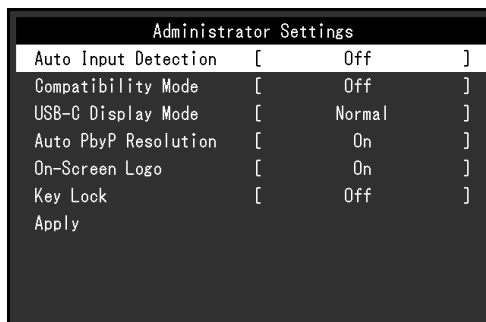 Administrator Settings
Auto Input Detection [ Off ]
Compatibility Mode [ Off ]
USB-C Display Mode [ Normal ]
Auto PbyP Resolution [ On ]
On-Screen Logo [ On ]
Key Lock [ Off ]
Apply